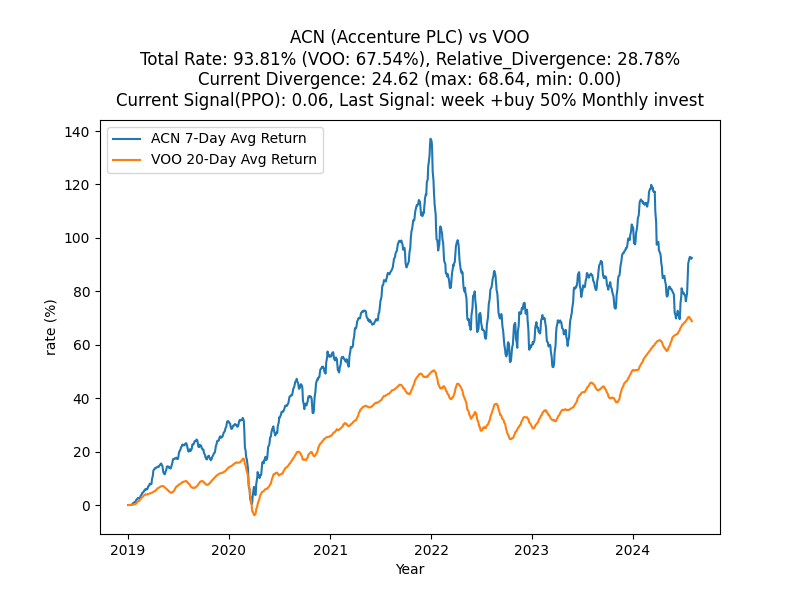 ACN (Accenture PLC) vs VOO
Total Rate: 93.81% (VOO: 67.54%), Relative_Divergence: 28.78%
Current Divergence: 24.62 (max: 68.64, min: 0.00)
Current Signal(PPO): 0.06, Last Signal: week +buy 50% Monthly invest
ACN 7-Day Avg Return
VOO 20-Day Avg Return
140
120
100
80
60
40
20
0
rate (%)
2019 2020 2021 2022 2023 2024
Year